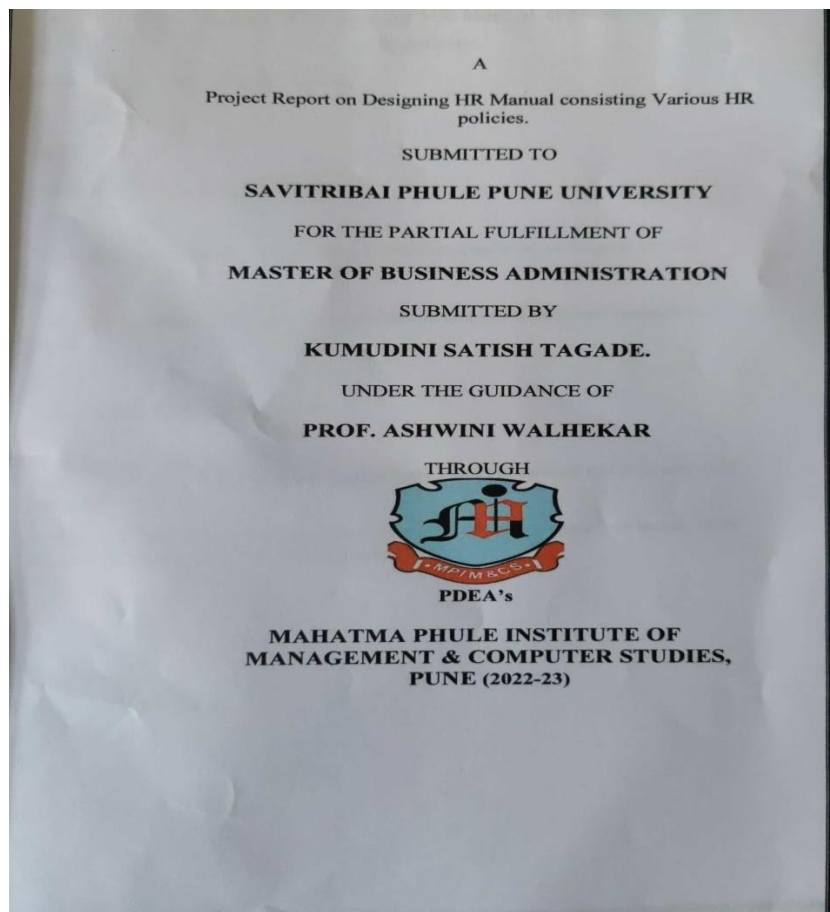 A
Project Report on Designing HR Manual consisting Various HR
policies.
SUBMITTED TO
SAVITRIBAI PHULE PUNE UNIVERSITY
FOR THE PARTIAL FULFILLMENT OF
MASTER OF BUSINESS ADMINISTRATION
SUBMITTED BY
KUMUDINI SATISH TAGADE.
UNDER THE GUIDANCE OF
PROF. ASHWINI WALHEKAR
THROUGH
MPIM&CS
PDEA's
MAHATMA PHULE INSTITUTE OF
MANAGEMENT & COMPUTER STUDIES,
PUNE (2022-23)